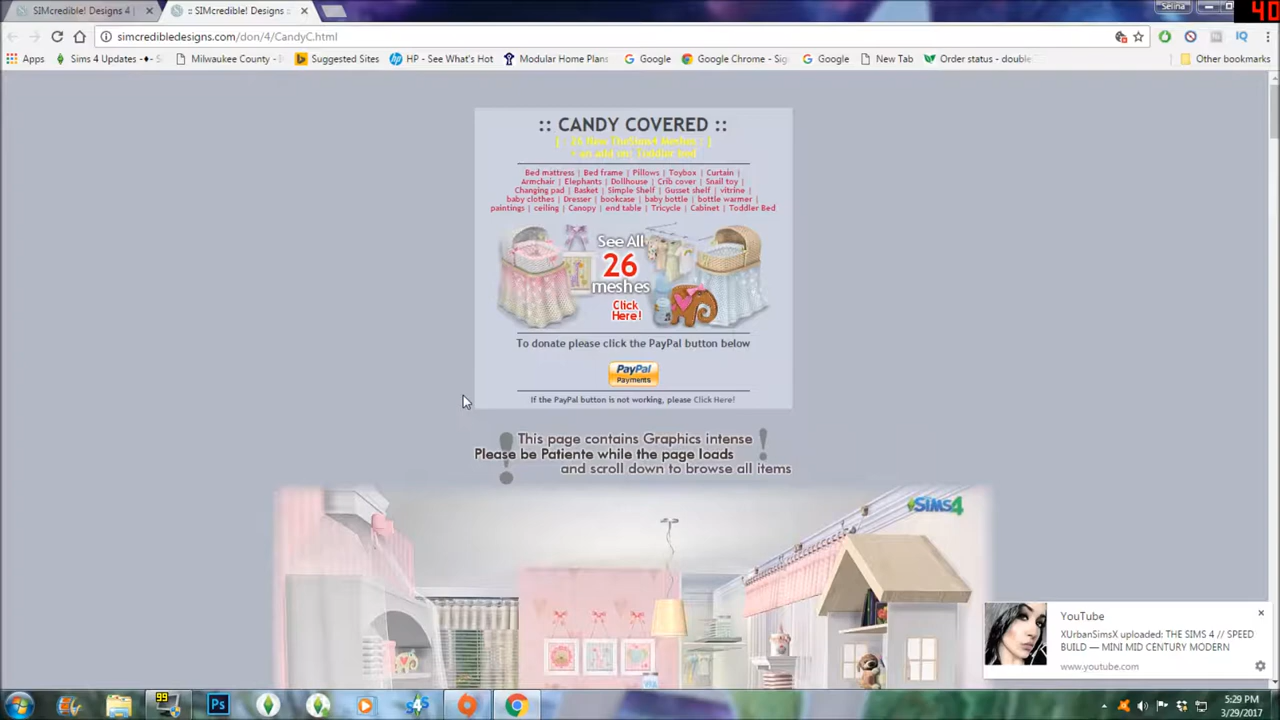 SIMcredible! Designs 4 |
:: SIMcredible! Designs ::
Selina
40
simcredibledesigns.com/don/4/CandyC.html
Apps
Sims 4 Updates -♦-
Milwaukee County -
Suggested Sites
HP - See What's Hot
Modular Home Plans
Google
Google Chrome - Sig
Google
New Tab
Order status - double
Other bookmarks
:: CANDY COVERED ::
Bed mattress | Bed frame | Pillows | Toybox | Curtain |
Armchair | Elephants | Dollhouse | Crib cover | Snail toy |
Changing pad | Basket | Simple Shelf | Gusset shelf | vitrine |
baby clothes | Dresser | bookcase | baby bottle | bottle warmer |
paintings | ceiling | Canopy | end table | Tricycle | Cabinet | Toddler Bed
See All
26
meshes
Click
Here!
To donate please click the PayPal button below
PayPal
Payments
If the PayPal button is not working, please Click Here!
This page contains Graphics intense
Please be Patiente while the page loads
and scroll down to browse all items
SiMS4
YouTube
XUrbanSimsX uploaded: THE SIMS 4 // SPEED
BUILD — MINI MID CENTURY MODERN
www.youtube.com
99
Ps
S4S
5:29 PM
3/29/2017